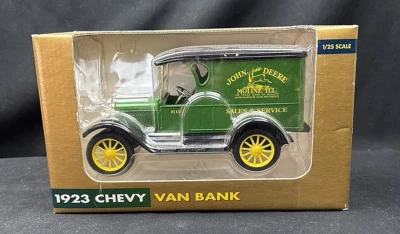 1/25 SCALE
JOHN DEERE
MOLINE, ILL.
SALES & SERVICE
1923 CHEVY VAN BANK